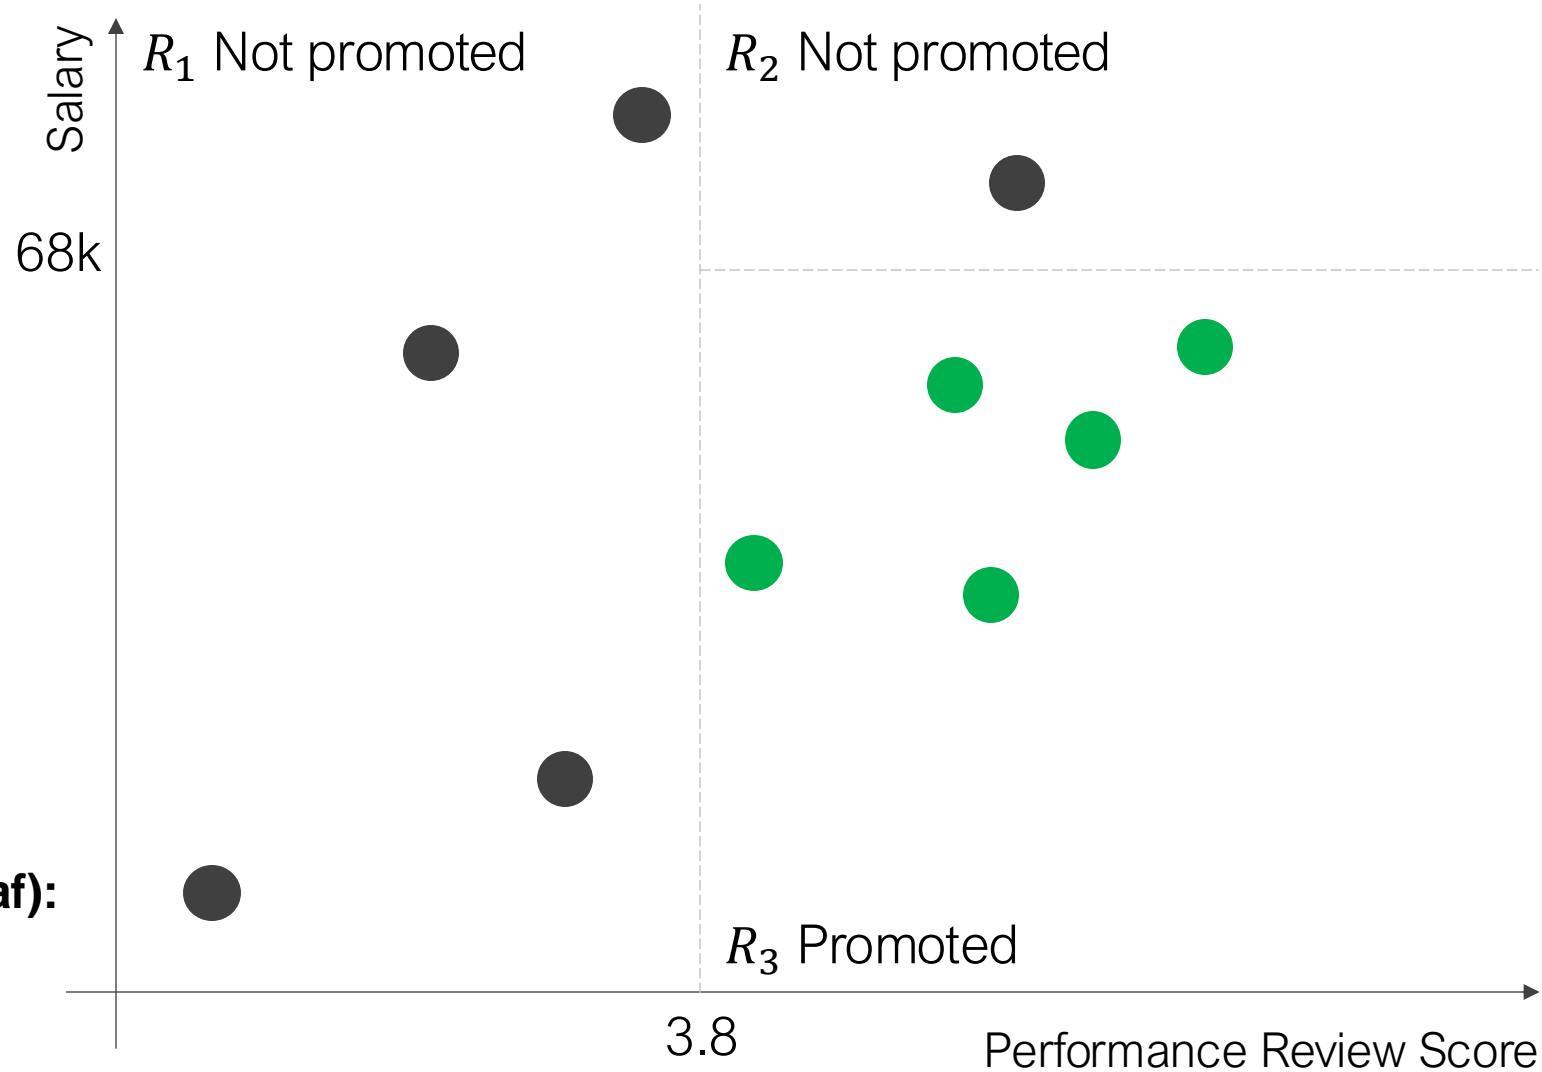 Salary
R₁ Not promoted
R₂ Not promoted
68k
af):
R₃ Promoted
3.8
Performance Review Score